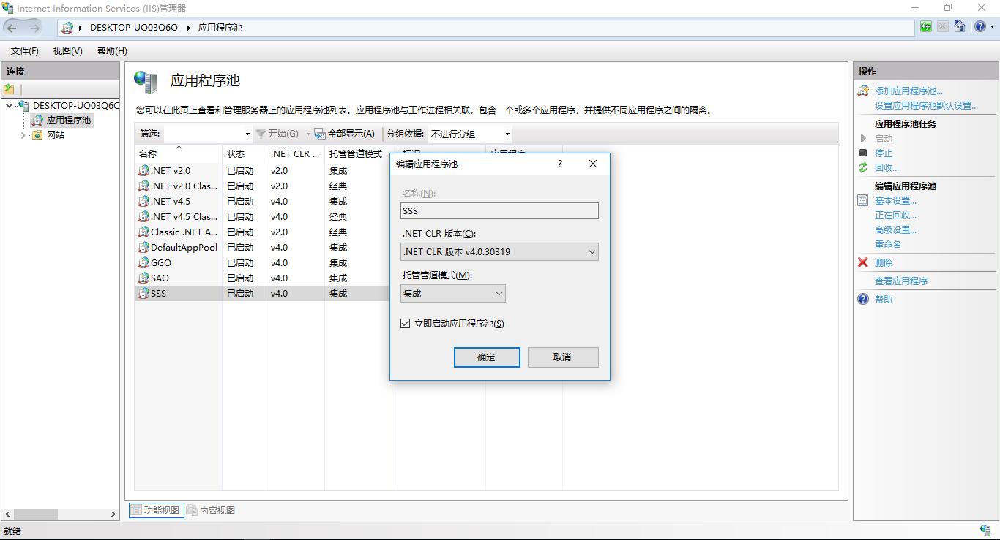 Internet Information Services (IIS)管理器
DESKTOP-UO03Q6O
应用程序池
文件(F) 视图(V) 帮助(H)
连接
DESKTOP-UO03Q6O
应用程序池
网站
应用程序池
您可以在此页上查看和管理服务器上的应用程序池列表。应用程序池与工作进程相关联，包含一个或多个应用程序，并提供不同应用程序之间的隔离。
筛选: 开始(G) 全部显示(A) 分组依据: 不进行分组
名称 状态 .NET CLR ... 托管管道模式 标识 应用程序
.NET v2.0 已启动 v2.0 集成
.NET v2.0 Clas... 已启动 v2.0 经典
.NET v4.5 已启动 v4.0 集成
.NET v4.5 Clas... 已启动 v4.0 经典
Classic .NET A... 已启动 v2.0 经典
DefaultAppPool 已启动 v4.0 集成
GGO 已启动 v4.0 集成
SAO 已启动 v4.0 集成
SSS 已启动 v4.0 集成
编辑应用程序池 ?
名称(N):
SSS
.NET CLR 版本(C):
.NET CLR 版本 v4.0.30319
托管管道模式(M):
集成
立即启动应用程序池(S)
确定 取消
功能视图 内容视图
操作
添加应用程序池...
设置应用程序池默认设置...
应用程序池任务
启动
停止
回收...
编辑应用程序池
基本设置...
正在回收...
高级设置...
重命名
删除
查看应用程序
帮助
就绪